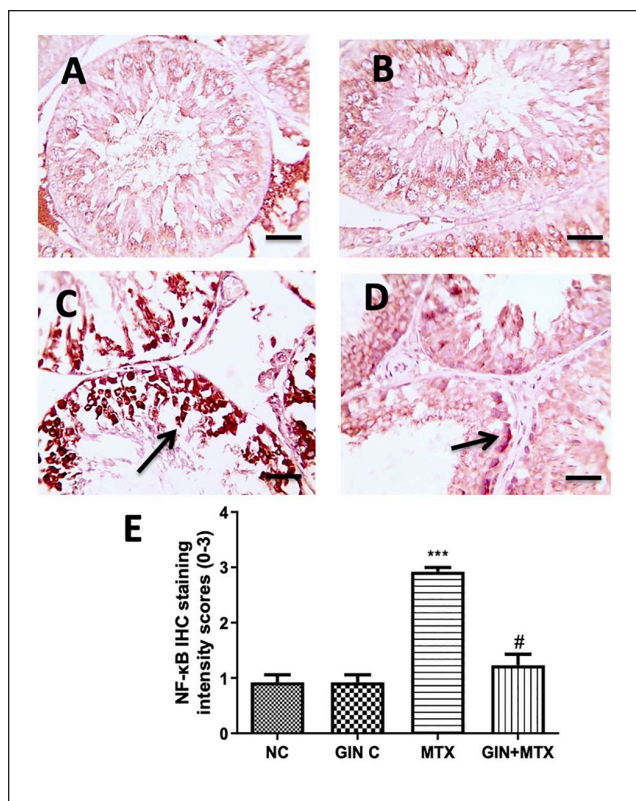 A
B
C
D
E
NF-κB IHC staining
intensity scores (0-3)
4
3
2
1
0
***
#
NC
GIN C
MTX
GIN+MTX